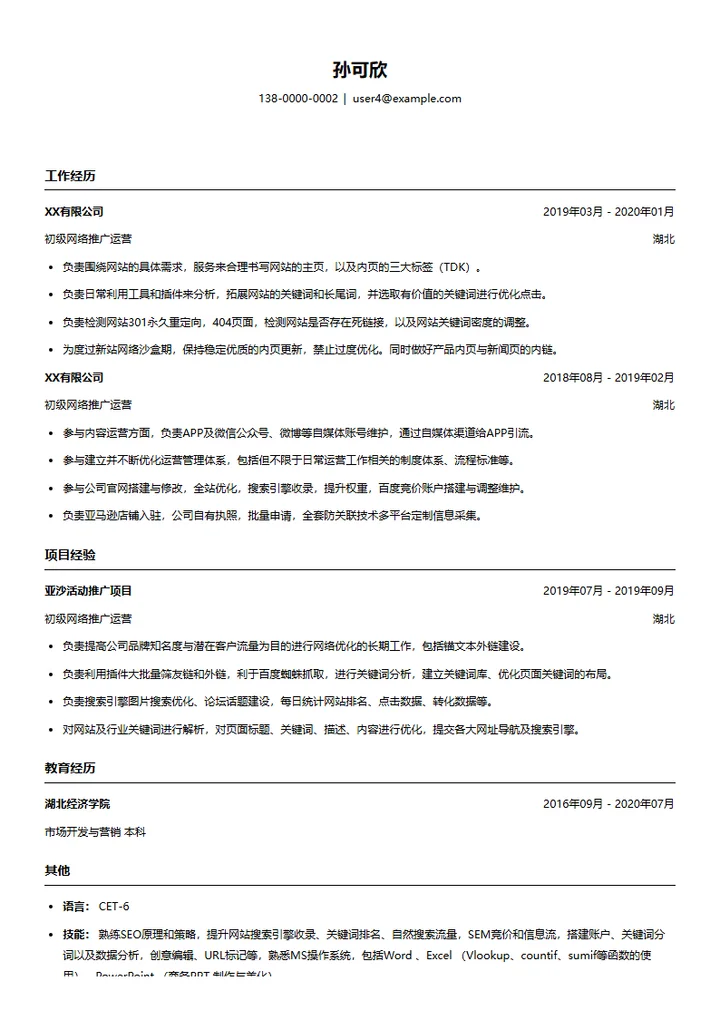 孙可欣
138-0000-0002 | user4@example.com
工作经历
XX有限公司 2019年03月 - 2020年01月
初级网络推广运营 湖北
• 负责围绕网站的具体需求，服务来合理书写网站的主页，以及内页的三大标签（TDK）。
• 负责日常利用工具和插件来分析，拓展网站的关键词和长尾词，并选取有价值的关键词进行优化点击。
• 负责检测网站301永久重定向，404页面，检测网站是否存在死链接，以及网站关键词密度的调整。
• 为度过新站网络沙盒期，保持稳定优质的内页更新，禁止过度优化。同时做好产品内页与新闻页的内链。
XX有限公司 2018年08月 - 2019年02月
初级网络推广运营 湖北
• 参与内容运营方面，负责APP及微信公众号、微博等自媒体账号维护，通过自媒体渠道给APP引流。
• 参与建立并不断优化运营管理体系，包括但不限于日常运营工作相关的制度体系、流程标准等。
• 参与公司官网搭建与修改，全站优化，搜索引擎收录，提升权重，百度竞价账户搭建与调整维护。
• 负责亚马逊店铺入驻，公司自有执照，批量申请，全套防关联技术多平台定制信息采集。
项目经验
亚沙活动推广项目 2019年07月 - 2019年09月
初级网络推广运营 湖北
• 负责提高公司品牌知名度与潜在客户流量为目的进行网络优化的长期工作，包括锚文本外链建设。
• 负责利用插件大批量筛友链和外链，利于百度蜘蛛抓取，进行关键词分析，建立关键词库、优化页面关键词的布局。
• 负责搜索引擎图片搜索优化、论坛话题建设，每日统计网站排名、点击数据、转化数据等。
• 对网站及行业关键词进行解析，对页面标题、关键词、描述、内容进行优化，提交各大网址导航及搜索引擎。
教育经历
湖北经济学院 2016年09月 - 2020年07月
市场开发与营销 本科
其他
• 语言： CET-6
• 技能： 熟练SEO原理和策略，提升网站搜索引擎收录、关键词排名、自然搜索流量，SEM竞价和信息流，搭建账户、关键词分
词以及数据分析，创意编辑、URL标记等，熟悉MS操作系统，包括Word 、Excel （Vlookup、countif、sumif等函数的使
用）、PowerPoint （商务PPT 制作与美化）